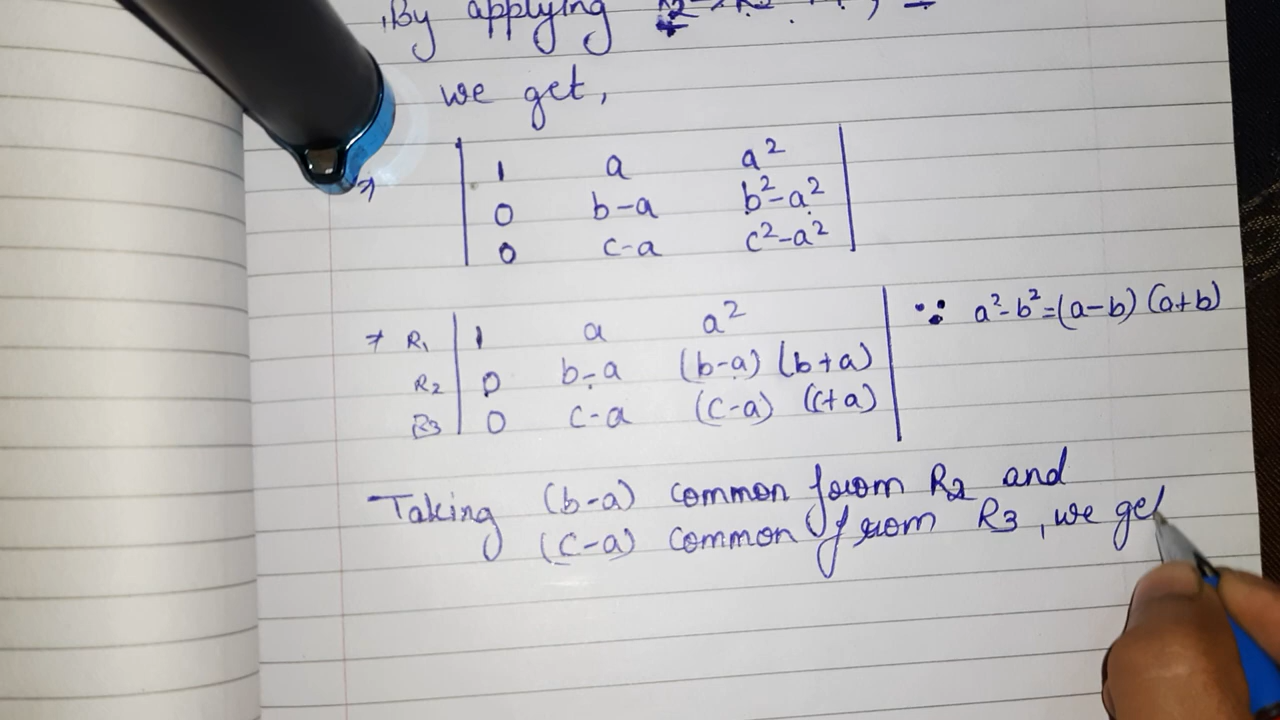 By applying
we get,
⇒ | 1 a a² |
| 0 b-a b²-a² |
| 0 c-a c²-a² |
⇒ R₁ | 1 a a² | ∵ a²-b²=(a-b) (a+b)
R₂ | 0 b-a (b-a) (b+a) |
R₃ | 0 c-a (c-a) (c+a) |
Taking (b-a) common from R₂ and
(c-a) common from R₃, we get